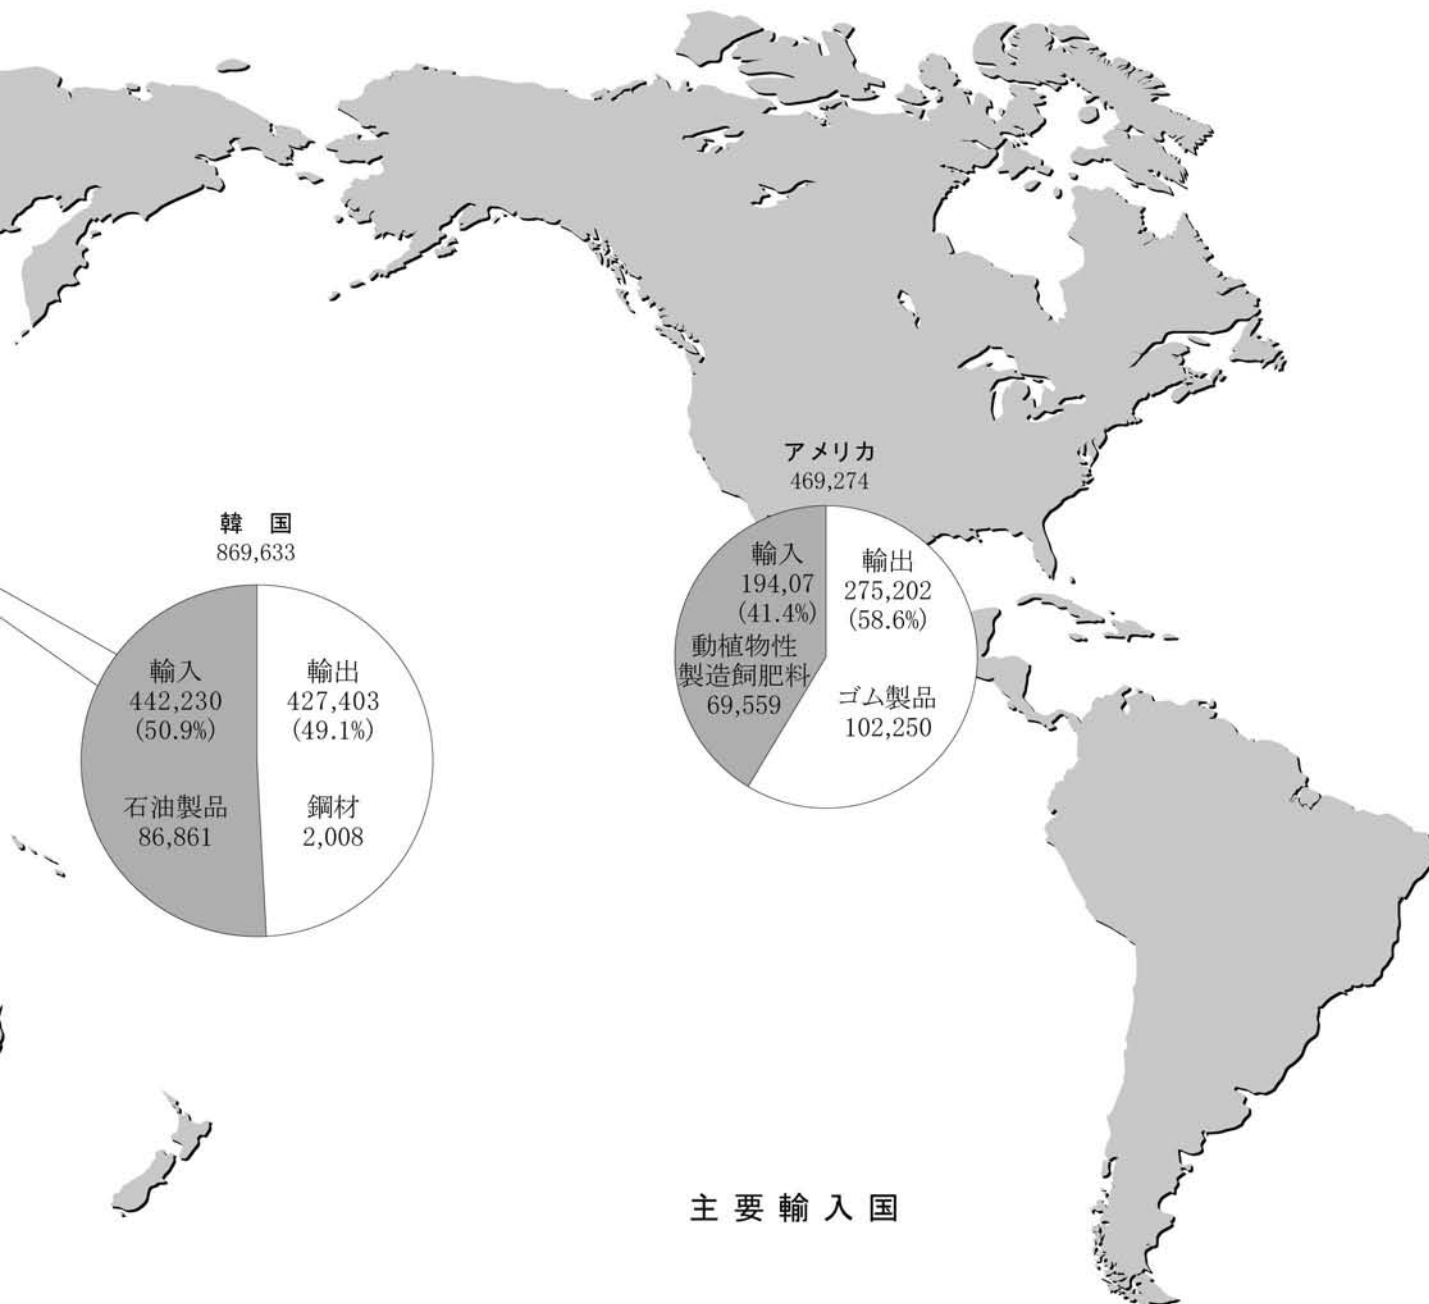 アメリカ
469,274
輸入
194,07
(41.4%)
動植物性
製造飼肥料
69,559
輸出
275,202
(58.6%)
ゴム製品
102,250
韓 国
869,633
輸入
442,230
(50.9%)
石油製品
86,861
輸出
427,403
(49.1%)
鋼材
2,008
主要輸入国